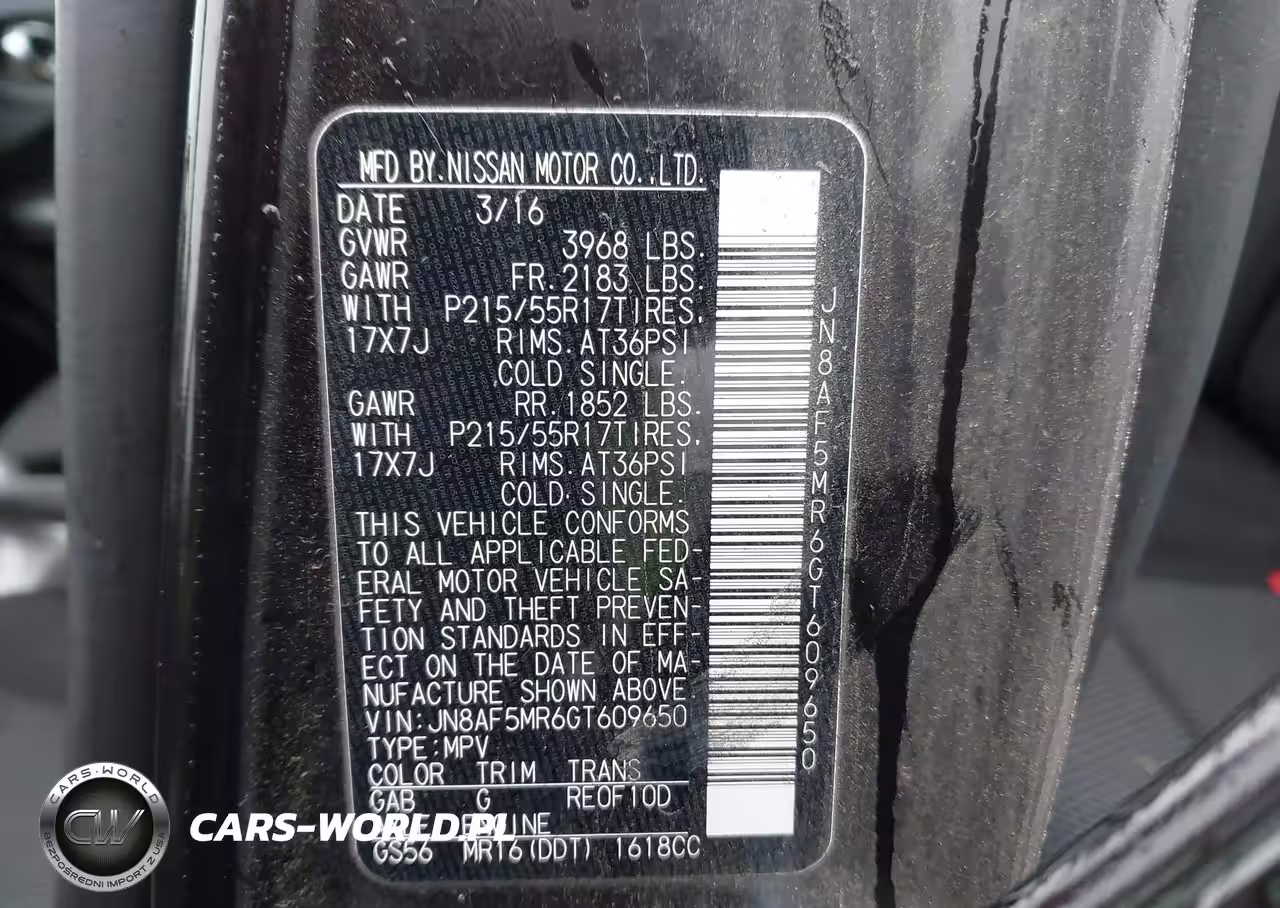 MFD BY.NISSAN MOTOR CO.,LTD.
DATE 3/16
GVWR 3968 LBS.
GAWR FR.2183 LBS.
WITH P215/55R17TIRES.
17X7J RIMS.AT36PSI
COLD SINGLE.
GAWR RR.1852 LBS.
WITH P215/55R17TIRES.
17X7J RIMS.AT36PSI
COLD SINGLE.
THIS VEHICLE CONFORMS
TO ALL APPLICABLE FED-
ERAL MOTOR VEHICLE SA-
FETY AND THEFT PREVEN-
TION STANDARDS IN EFF-
ECT ON THE DATE OF MA-
NUFACTURE SHOWN ABOVE.
VIN:JN8AF5MR6GT609650
TYPE:MPV
COLOR TRIM TRANS
GAB G RE0F10D
GS56 MR16(DDT) 1618CC
JN8AF5MR6GT609650
CARS-WORLD
CW
BEZPOŚREDNI IMPORT Z USA
CARS-WORLD.PL